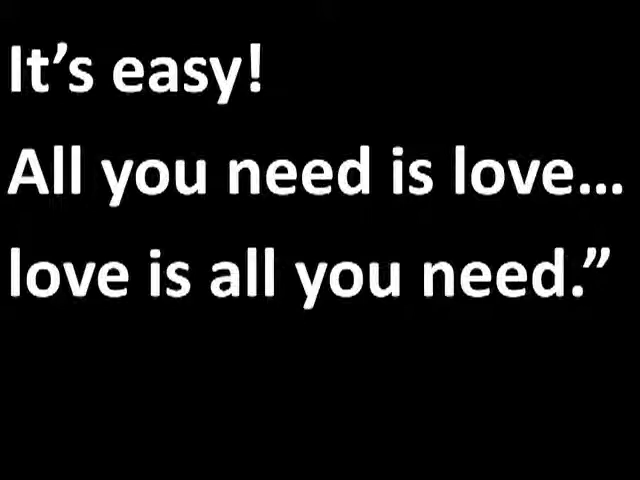 It’s easy!
All you need is love...
love is all you need.”